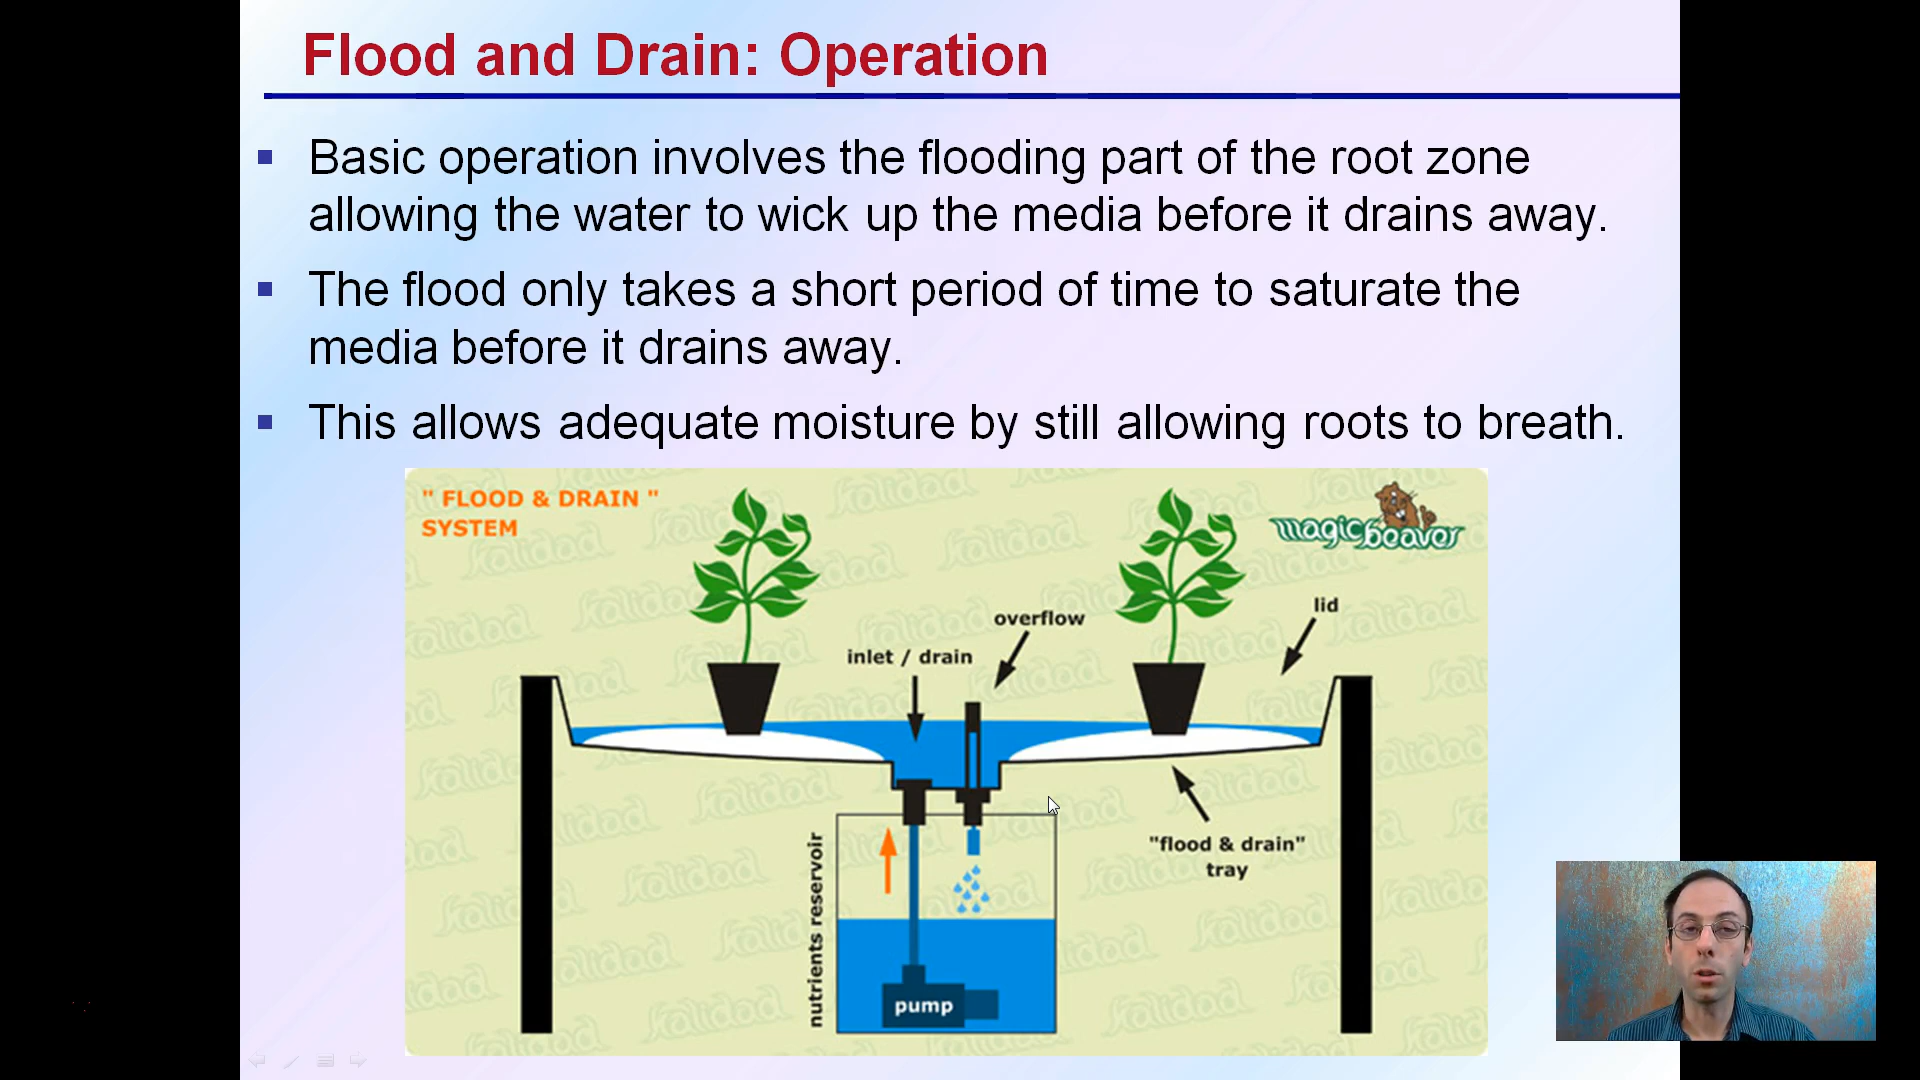 Flood and Drain: Operation
Basic operation involves the flooding part of the root zone
allowing the water to wick up the media before it drains away.
The flood only takes a short period of time to saturate the
media before it drains away.
This allows adequate moisture by still allowing roots to breath.
" FLOOD & DRAIN "
SYSTEM
magicbeaver
lid
overflow
inlet / drain
"flood & drain"
tray
nutrients reservoir
pump
kalidad